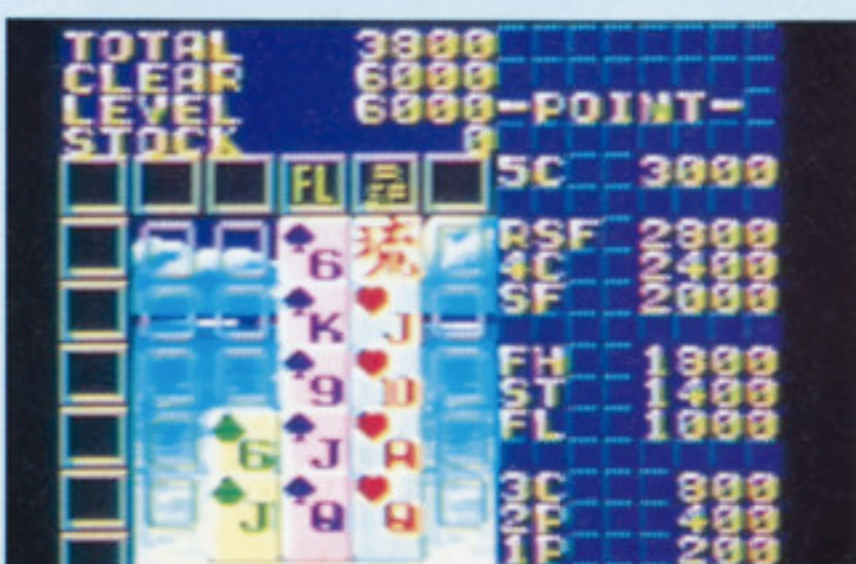 TOTAL 3800
CLEAR 6000
LEVEL 6000
STOCK 0
-POINT-
5C 3000
RSF 2800
4C 2400
SF 2000
FH 1800
ST 1400
FL 1000
3C 800
2P 400
1P 200
FL
6 琉
K J
9 10
6 J A
J Q Q